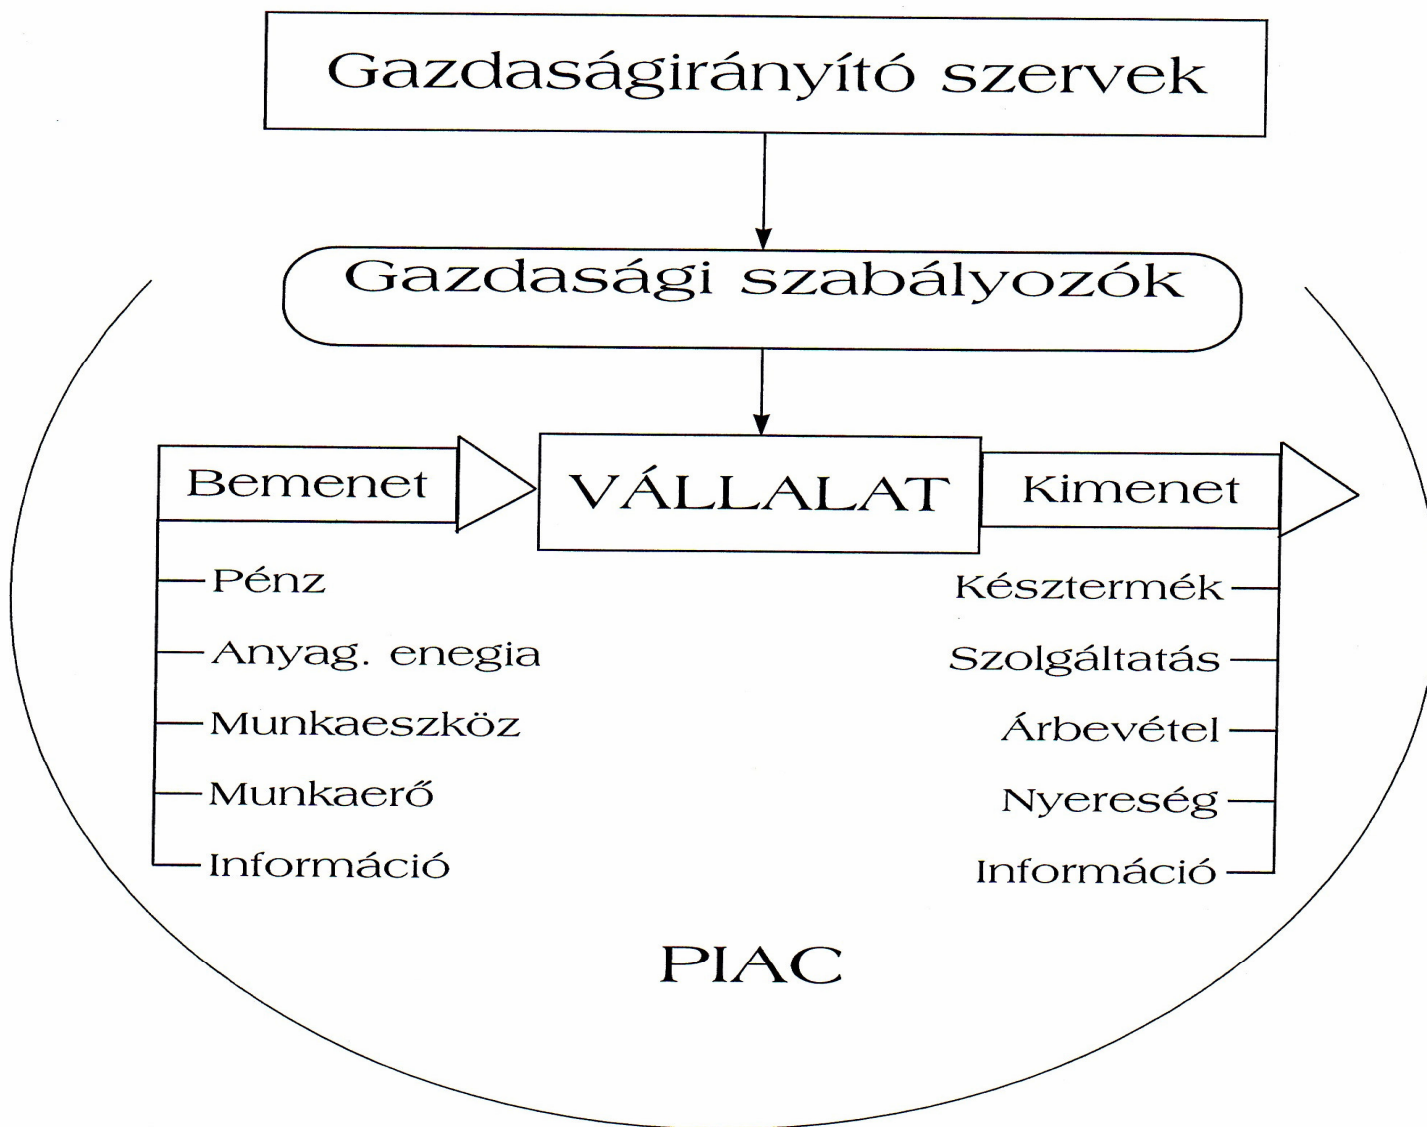 Gazdaságirányító szervek
Gazdasági szabályozók
Bemenet
VÁLLALAT
Kimenet
Pénz
Anyag. enegia
Munkaeszköz
Munkaerő
Információ
Késztermék
Szolgáltatás
Árbevétel
Nyereség
Információ
PIAC